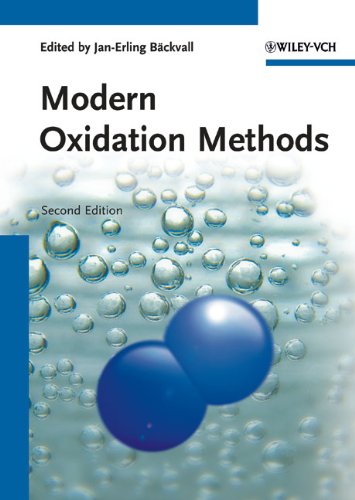 Edited by Jan-Erling Bäckvall
WILEY-VCH
Modern
Oxidation Methods
Second Edition